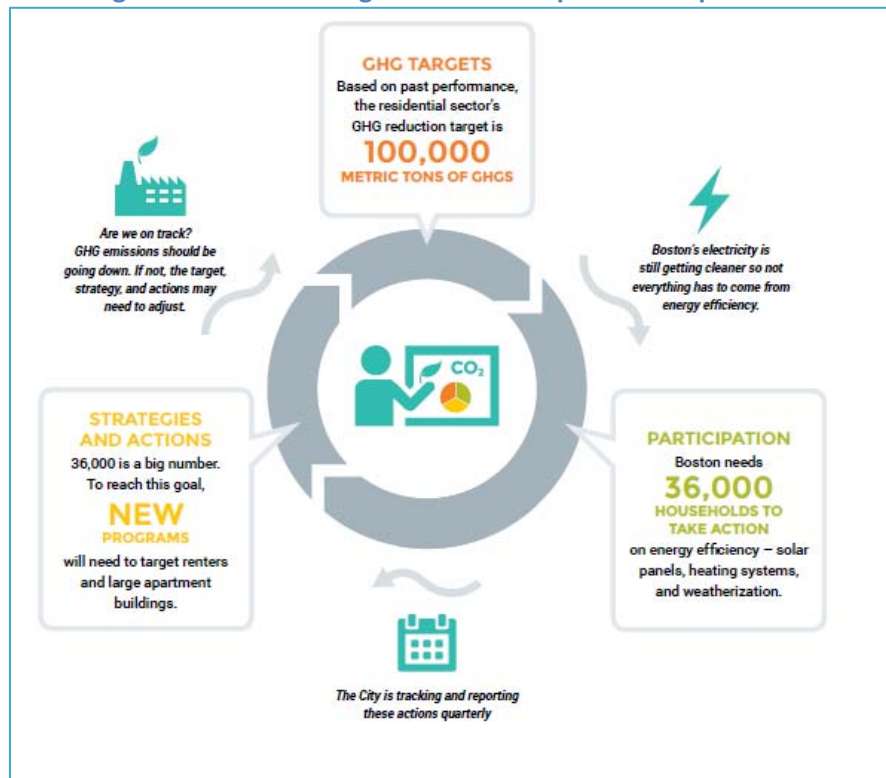 GHG TARGETS
Based on past performance,
the residential sector's
GHG reduction target is
100,000
METRIC TONS OF GHGS
Are we on track?
GHG emissions should be
going down. If not, the target,
strategy, and actions may
need to adjust.
Boston's electricity is
still getting cleaner so not
everything has to come from
energy efficiency.
CO₂
STRATEGIES
AND ACTIONS
36,000 is a big number.
To reach this goal,
NEW
PROGRAMS
will need to target renters
and large apartment
buildings.
PARTICIPATION
Boston needs
36,000
HOUSEHOLDS TO
TAKE ACTION
on energy efficiency – solar
panels, heating systems,
and weatherization.
The City is tracking and reporting
these actions quarterly